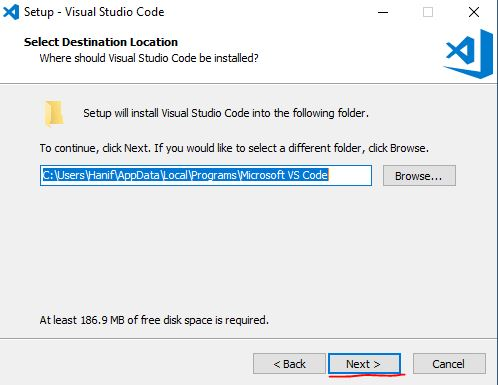 Setup - Visual Studio Code
Select Destination Location
Where should Visual Studio Code be installed?
Setup will install Visual Studio Code into the following folder.
To continue, click Next. If you would like to select a different folder, click Browse.
C:\Users\Hanif\AppData\Local\Programs\Microsoft VS Code Browse...
At least 186.9 MB of free disk space is required.
< Back Next > Cancel